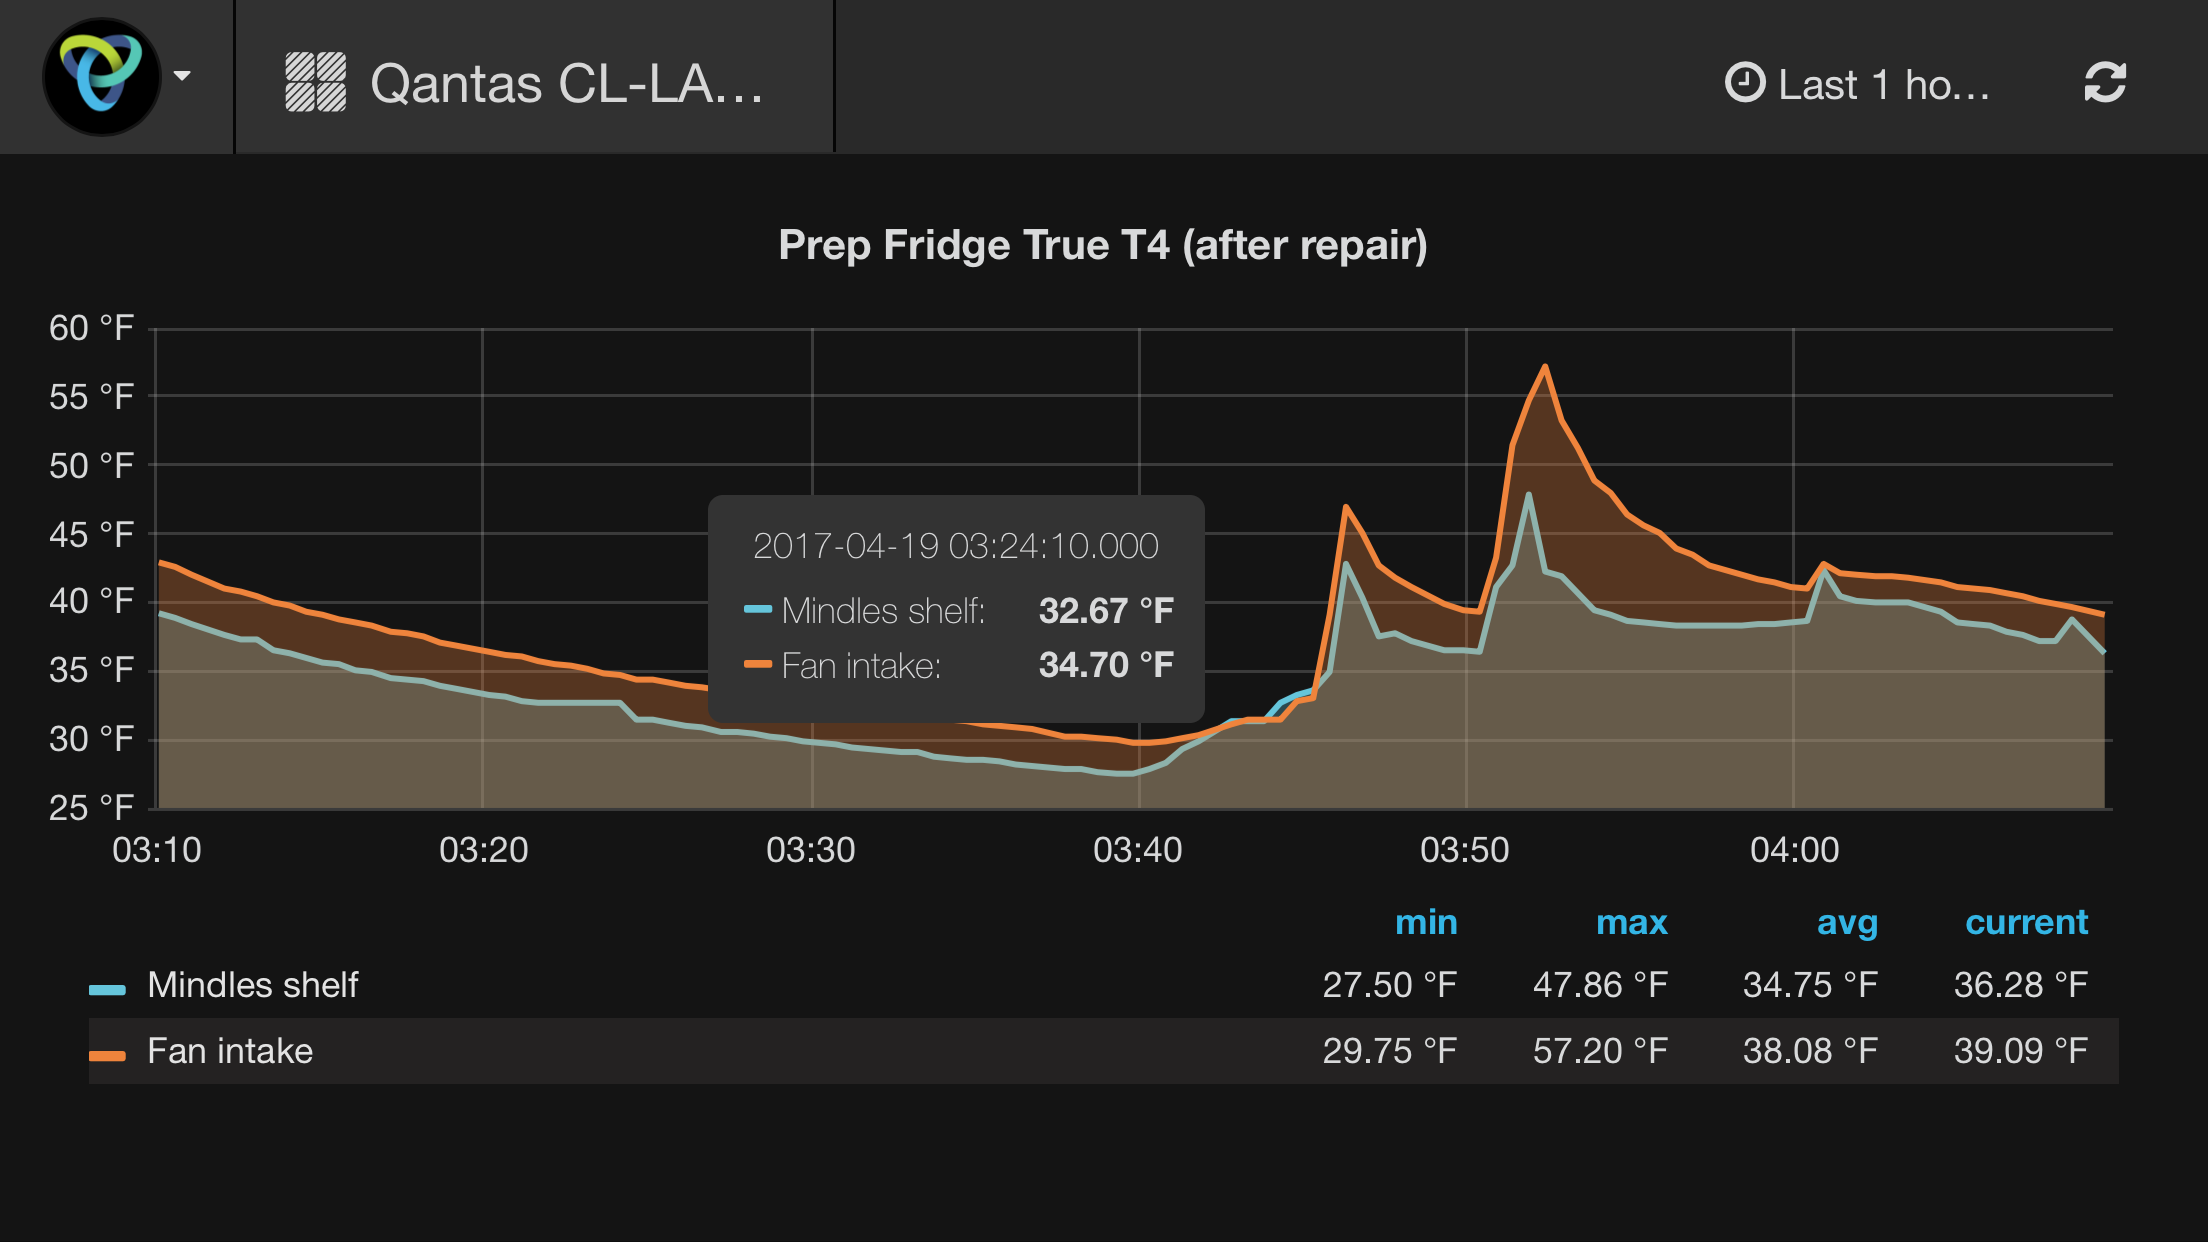 Qantas CL-LA...
Last 1 ho...
Prep Fridge True T4 (after repair)
60 °F
55 °F
50 °F
45 °F
40 °F
35 °F
30 °F
25 °F
2017-04-19 03:24:10.000
Mindles shelf: 32.67 °F
Fan intake: 34.70 °F
03:10 03:20 03:30 03:40 03:50 04:00
min max avg current
Mindles shelf 27.50 °F 47.86 °F 34.75 °F 36.28 °F
Fan intake 29.75 °F 57.20 °F 38.08 °F 39.09 °F